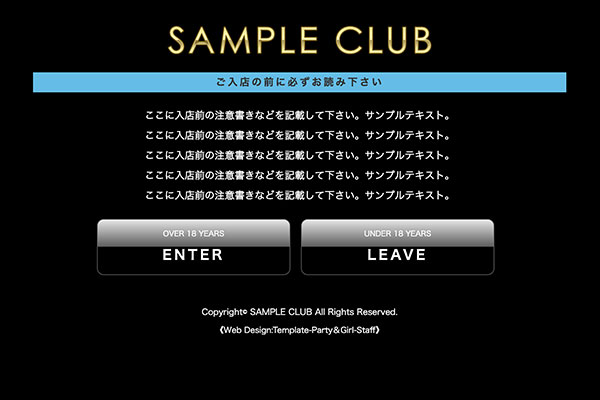 SAMPLE CLUB
ご入店の前に必ずお読み下さい
ここに入店前の注意書きなどを記載して下さい。サンプルテキスト。
ここに入店前の注意書きなどを記載して下さい。サンプルテキスト。
ここに入店前の注意書きなどを記載して下さい。サンプルテキスト。
ここに入店前の注意書きなどを記載して下さい。サンプルテキスト。
ここに入店前の注意書きなどを記載して下さい。サンプルテキスト。
OVER 18 YEARS
ENTER
UNDER 18 YEARS
LEAVE
Copyright© SAMPLE CLUB All Rights Reserved.
《Web Design:Template-Party＆Girl-Staff》